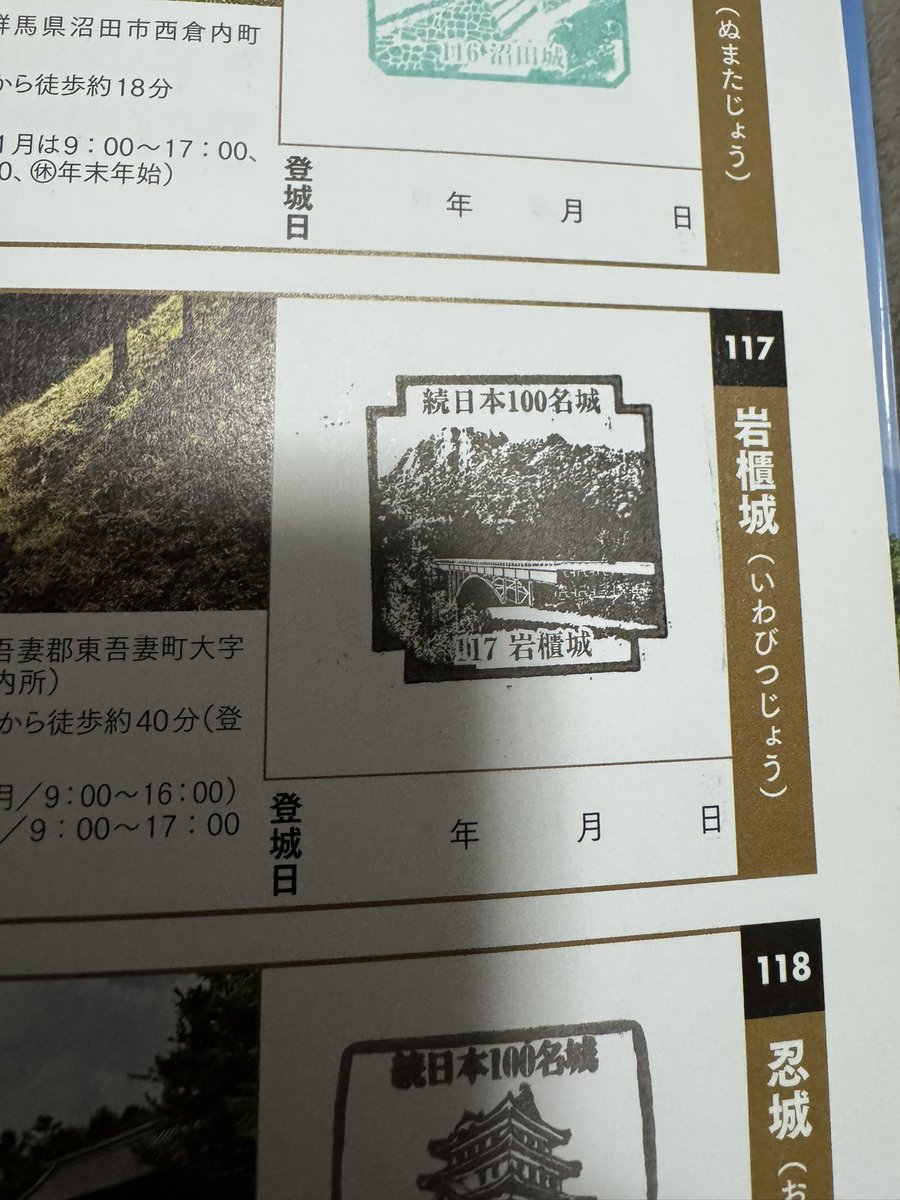 群馬県沼田市西倉内町
から徒歩約18分
1月は9：00～17：00、
0、㊡年末年始）
116 沼田城
登城日
年 月 日
（ぬまたじょう）
117
岩櫃城（いわびつじょう）
続日本100名城
117 岩櫃城
吾妻郡東吾妻町大字
内所）
から徒歩約40分（登
月／9：00～16：00）
／9：00～17：00
登城日
年 月 日
118
忍城（お
続日本100名城